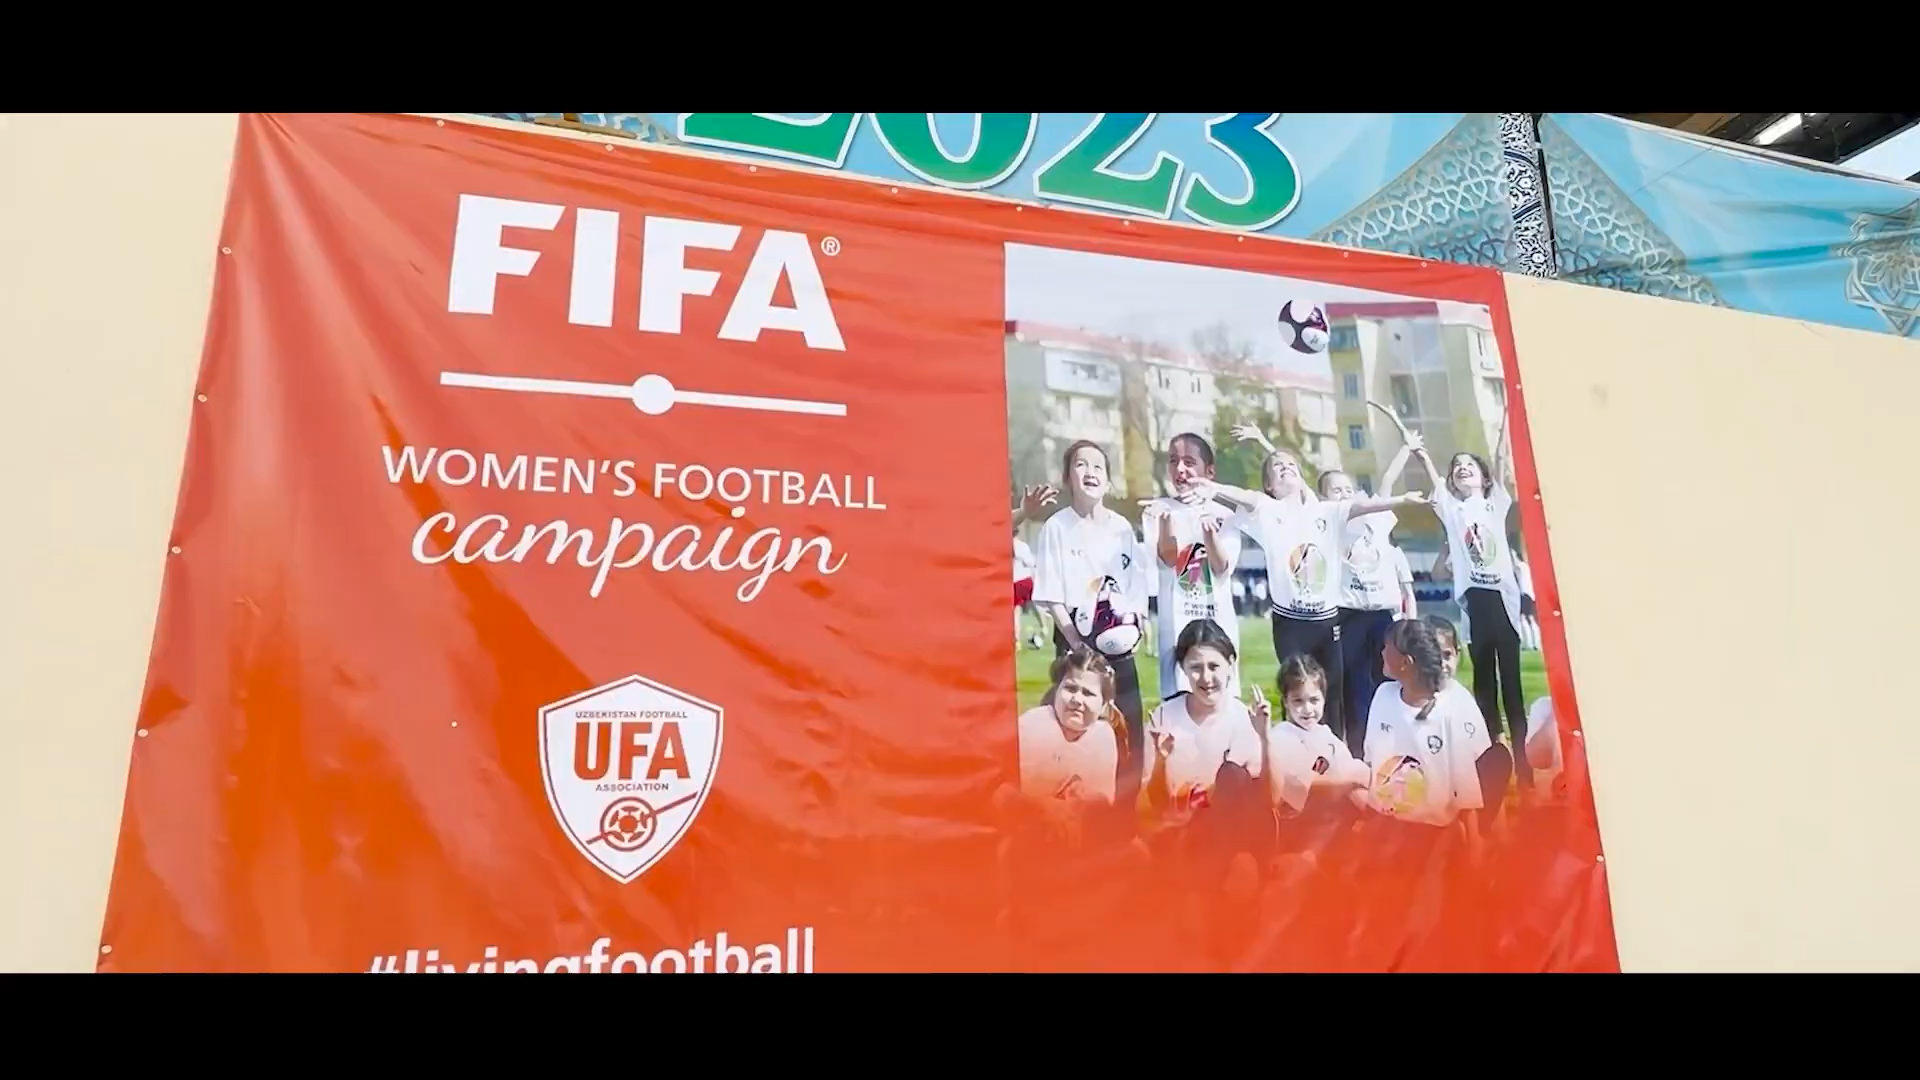 2023
FIFA®
WOMEN'S FOOTBALL
campaign
UZBEKISTAN FOOTBALL
UFA
ASSOCIATION
#livingfootball